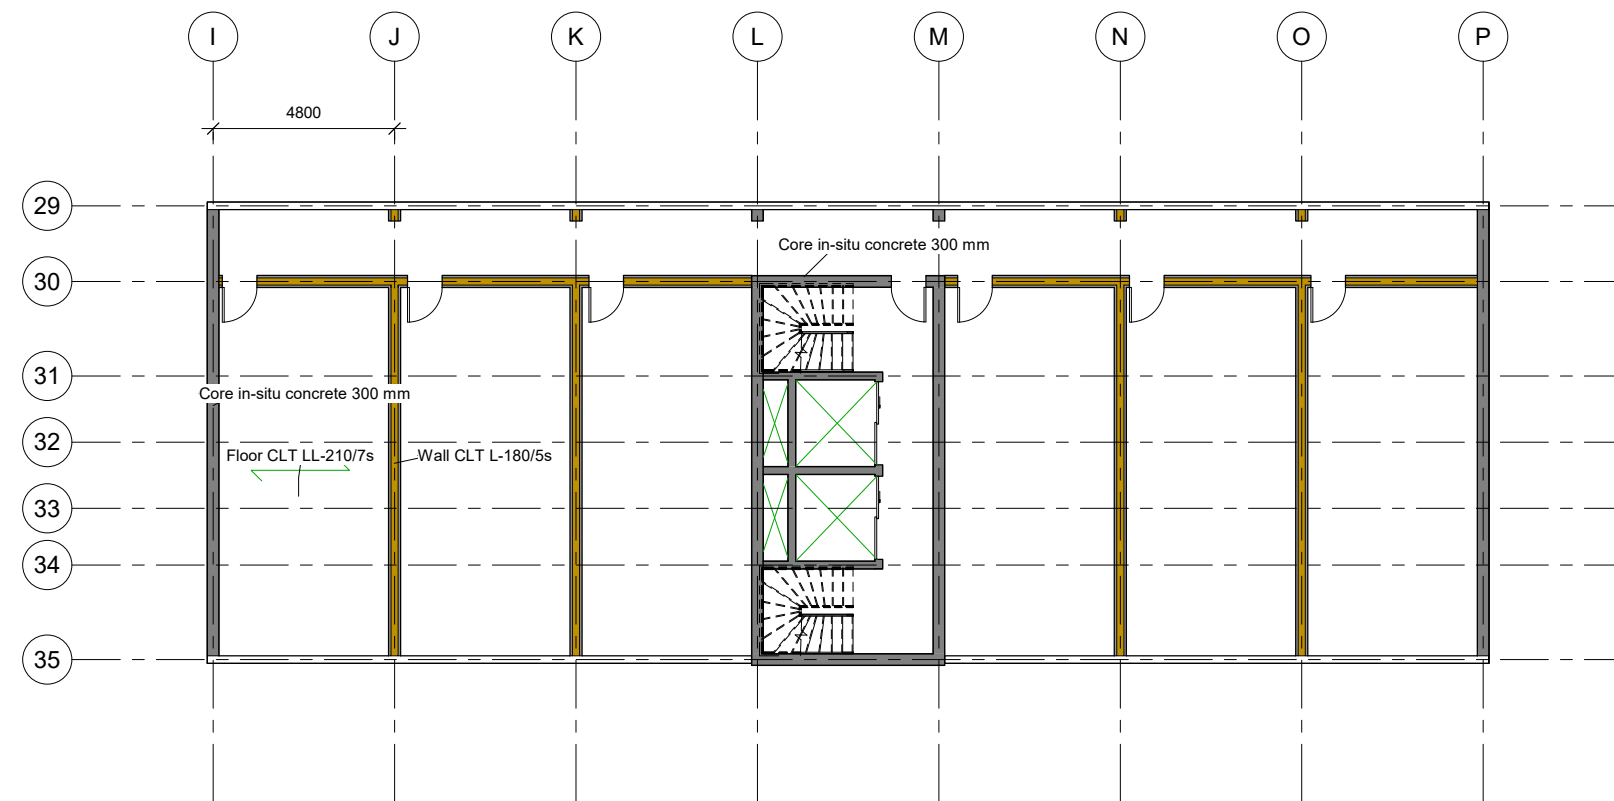 I J K L M N O P
4800
29
Core in-situ concrete 300 mm
30
31
Core in-situ concrete 300 mm
32
Floor CLT LL-210/7s Wall CLT L-180/5s
33
34
35